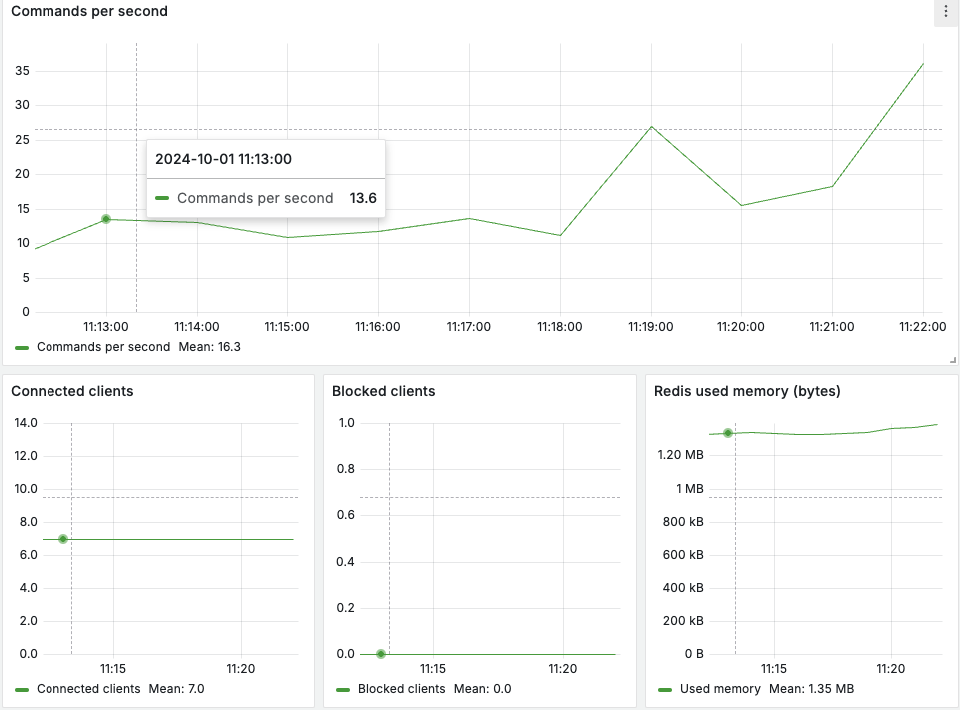 Commands per second
35
30
25
20
15
10
5
0
2024-10-01 11:13:00
Commands per second 13.6
11:13:00 11:14:00 11:15:00 11:16:00 11:17:00 11:18:00 11:19:00 11:20:00 11:21:00 11:22:00
Commands per second Mean: 16.3
Connected clients
14.0
12.0
10.0
8.0
6.0
4.0
2.0
0.0
11:15 11:20
Connected clients Mean: 7.0
Blocked clients
1.0
0.8
0.6
0.4
0.2
0.0
11:15 11:20
Blocked clients Mean: 0.0
Redis used memory (bytes)
1.20 MB
1 MB
800 kB
600 kB
400 kB
200 kB
0 B
11:15 11:20
Used memory Mean: 1.35 MB